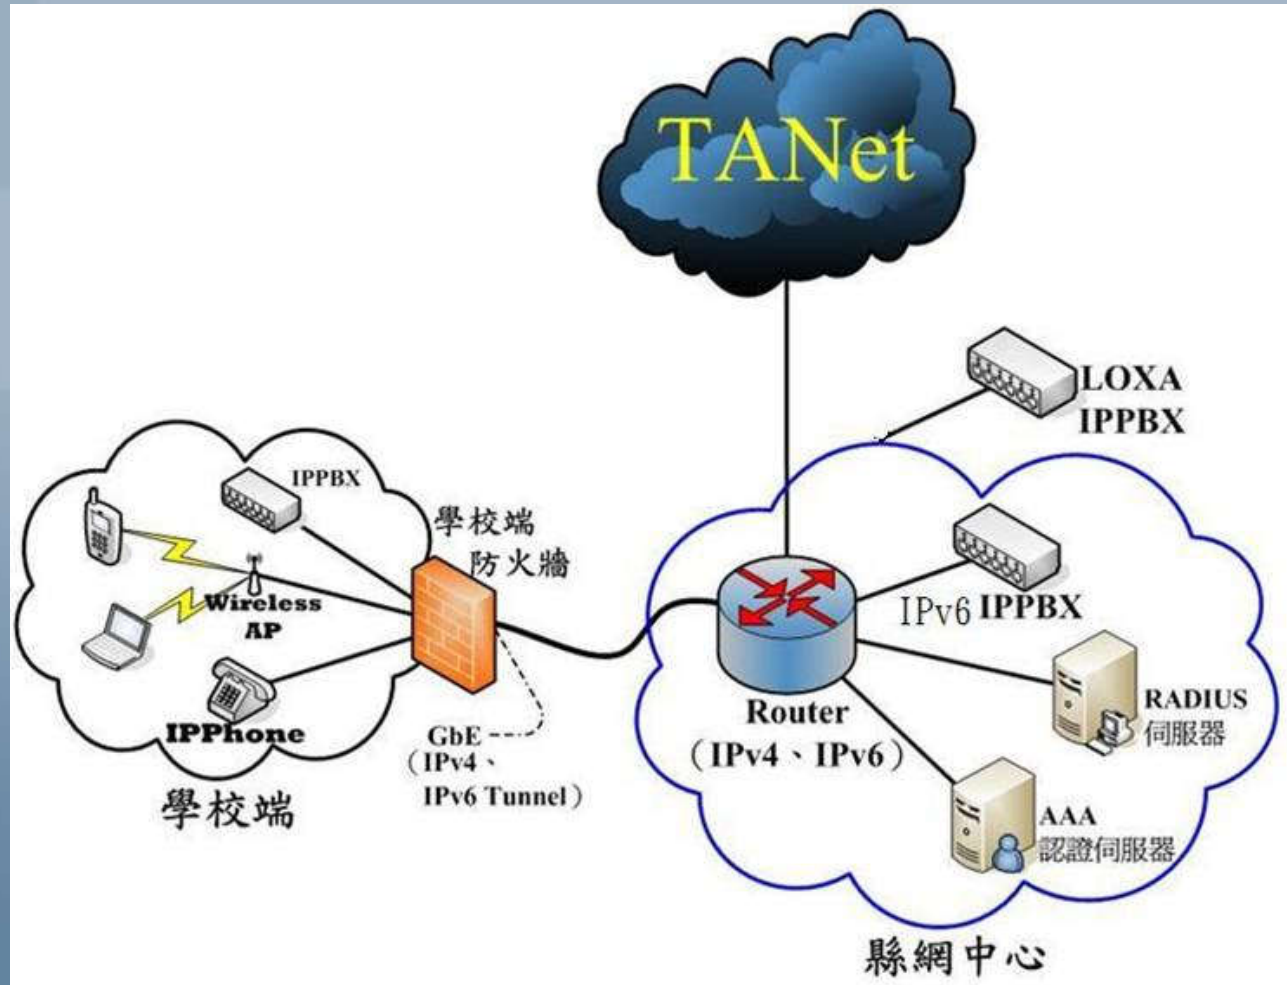 TANet
LOXA
IPPBX
IPPBX
學校端
防火牆
Wireless
AP
IPPhone
GbE
（IPv4、
IPv6 Tunnel）
學校端
IPv6 IPPBX
Router
（IPv4、IPv6）
RADIUS
伺服器
AAA
認證伺服器
縣網中心